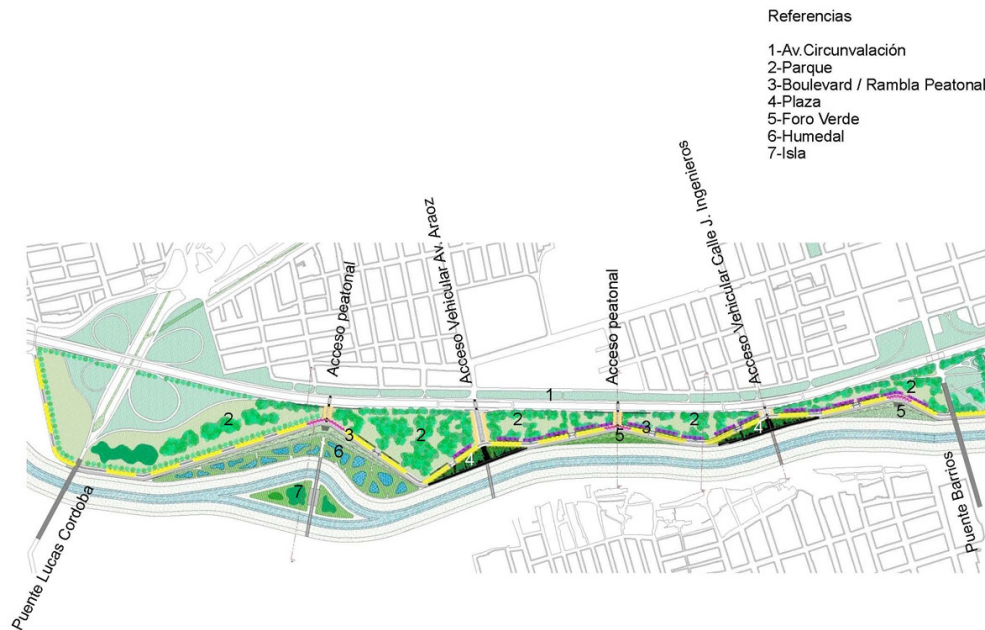 Referencias
1-Av.Circunvalación
2-Parque
3-Boulevard / Rambla Peatonal
4-Plaza
5-Foro Verde
6-Humedal
7-Isla
Puente Lucas Cordoba
Acceso peatonal
Acceso Vehicular Av. Araoz
Acceso peatonal
Acceso Vehicular Calle J. Ingenieros
Puente Barrios
1
2
2
2
2
2
3
3
4
4
5
5
6
7